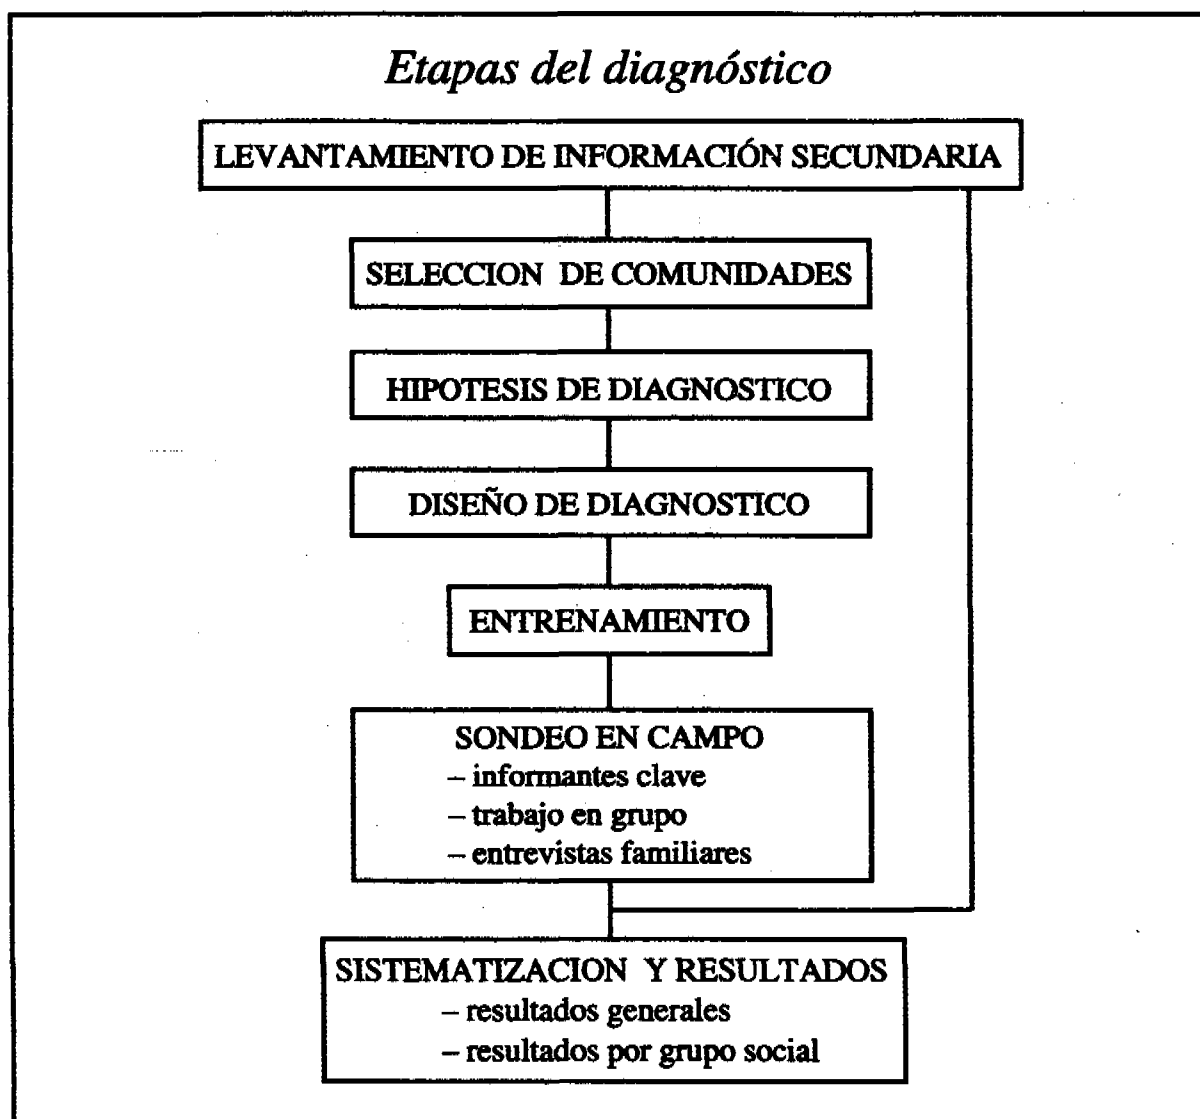 Etapas del diagnóstico
LEVANTAMIENTO DE INFORMACIÓN SECUNDARIA
SELECCION DE COMUNIDADES
HIPOTESIS DE DIAGNOSTICO
DISEÑO DE DIAGNOSTICO
ENTRENAMIENTO
SONDEO EN CAMPO
– informantes clave
– trabajo en grupo
– entrevistas familiares
SISTEMATIZACION Y RESULTADOS
– resultados generales
– resultados por grupo social